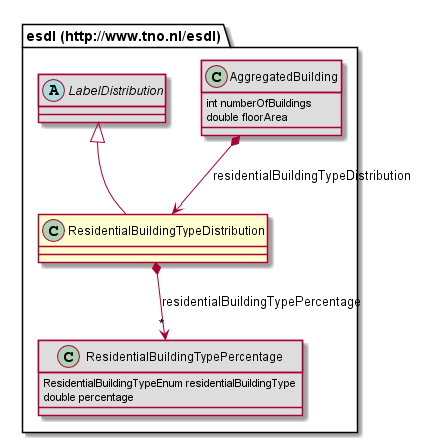 esdl (http://www.tno.nl/esdl)
A LabelDistribution
C AggregatedBuilding
int numberOfBuildings
double floorArea
residentialBuildingTypeDistribution
C ResidentialBuildingTypeDistribution
residentialBuildingTypePercentage
*
C ResidentialBuildingTypePercentage
ResidentialBuildingTypeEnum residentialBuildingType
double percentage